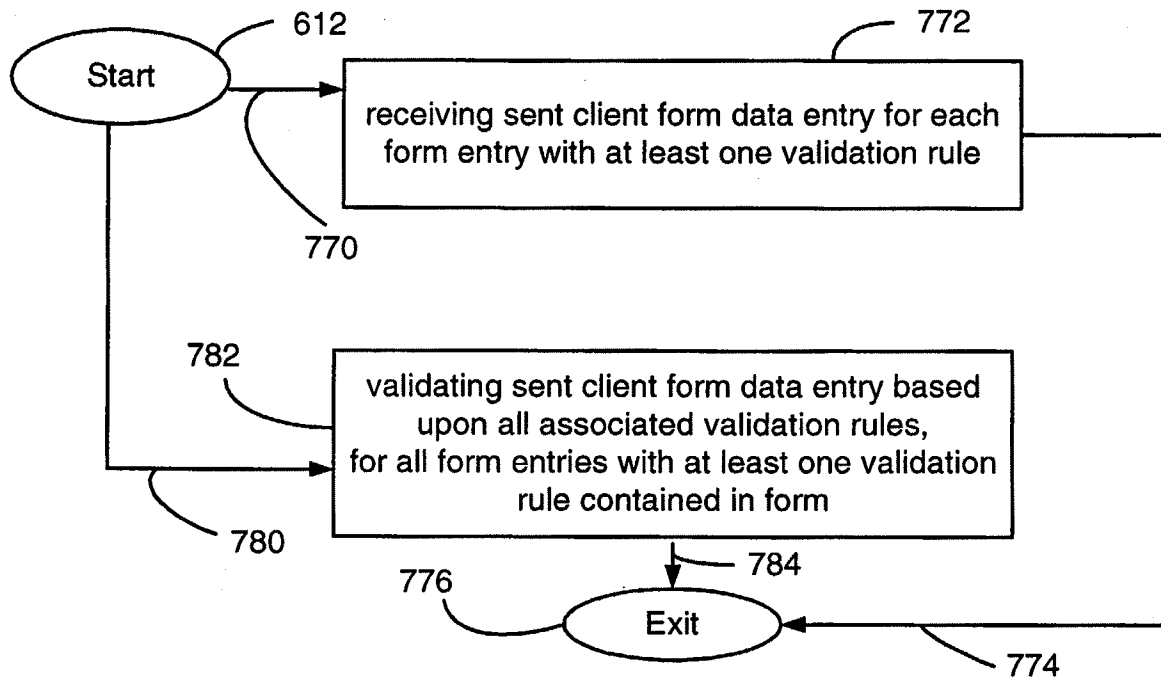 612
772
Start
receiving sent client form data entry for each
form entry with at least one validation rule
770
782
validating sent client form data entry based
upon all associated validation rules,
for all form entries with at least one validation
rule contained in form
780
784
776
Exit
774